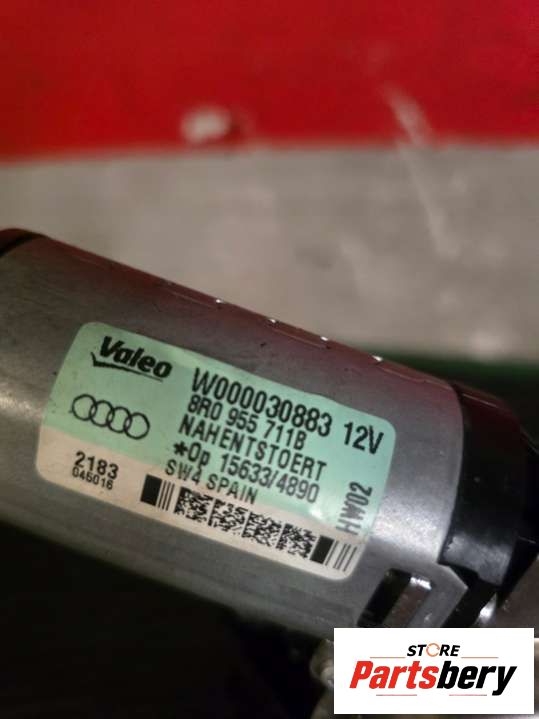 Valeo
W000030883 12V
8R0 955 711B
NAHENTSTOERT
*Op 15633/4890
SW4 SPAIN
2183
046016
HW02
STORE
Partsbery